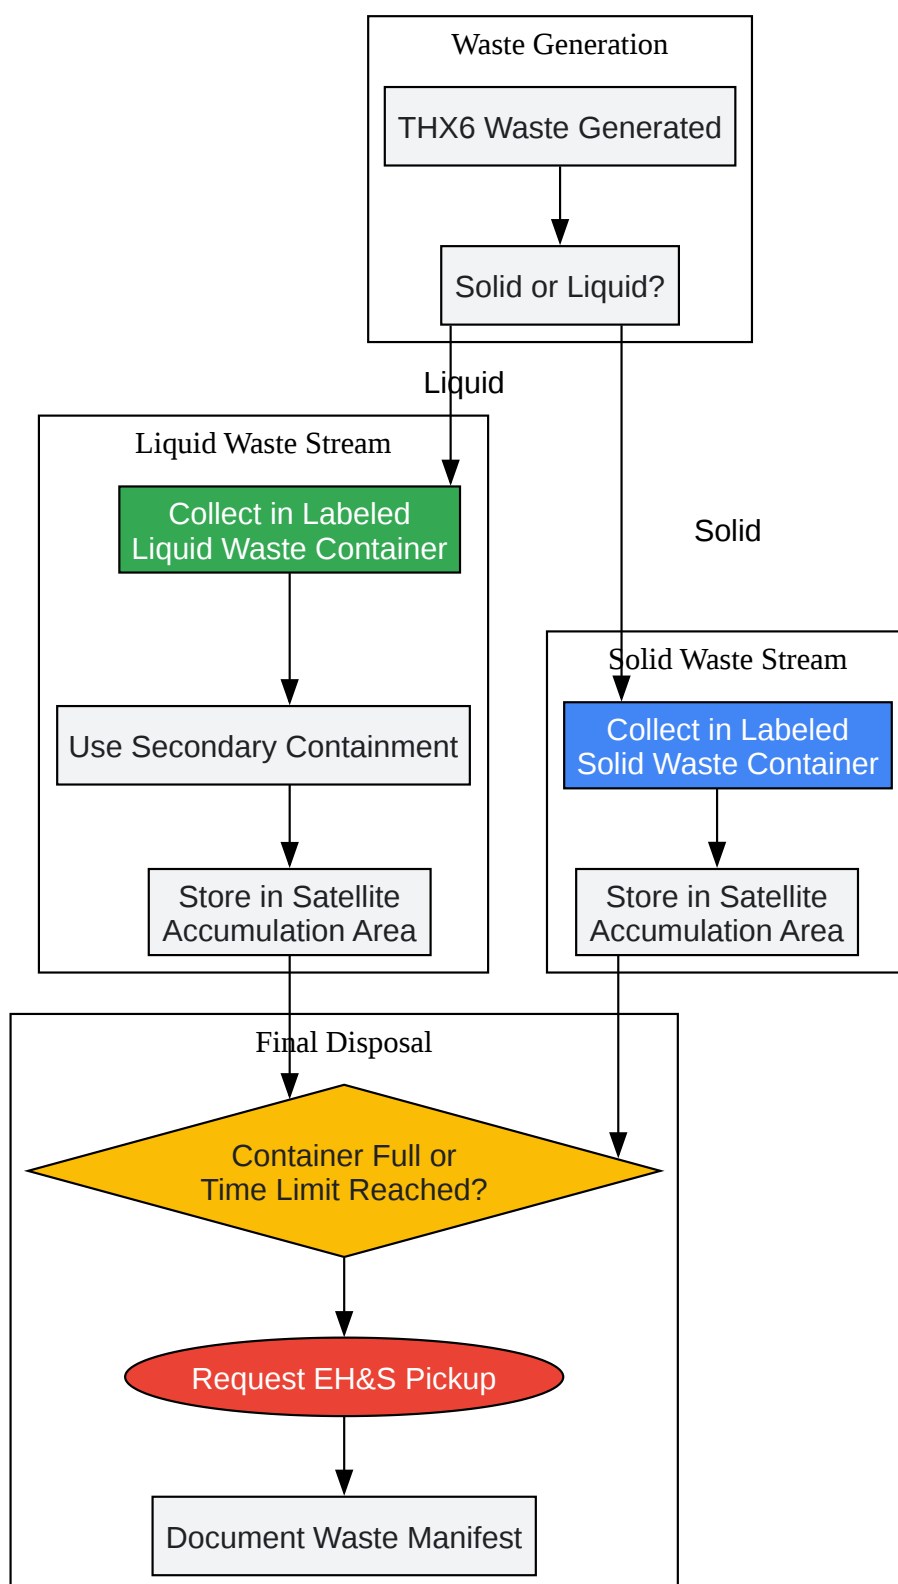 Waste Generation
THX6 Waste Generated
Solid or Liquid?
Liquid
Liquid Waste Stream
Collect in Labeled
Liquid Waste Container
Use Secondary Containment
Store in Satellite
Accumulation Area
Solid
Solid Waste Stream
Collect in Labeled
Solid Waste Container
Store in Satellite
Accumulation Area
Final Disposal
Container Full or
Time Limit Reached?
Request EH&S Pickup
Document Waste Manifest